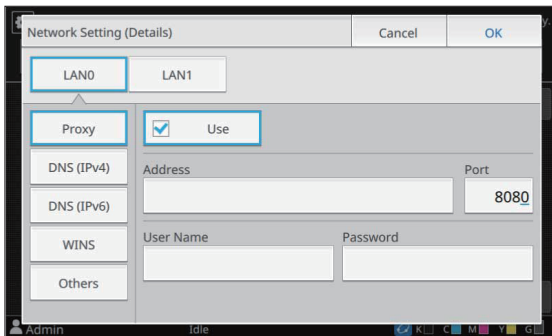 Network Setting (Details) Cancel OK
LAN0 LAN1
Proxy Use
DNS (IPv4) Address Port
8080
DNS (IPv6)
WINS User Name Password
Others
Admin Idle K C M Y G